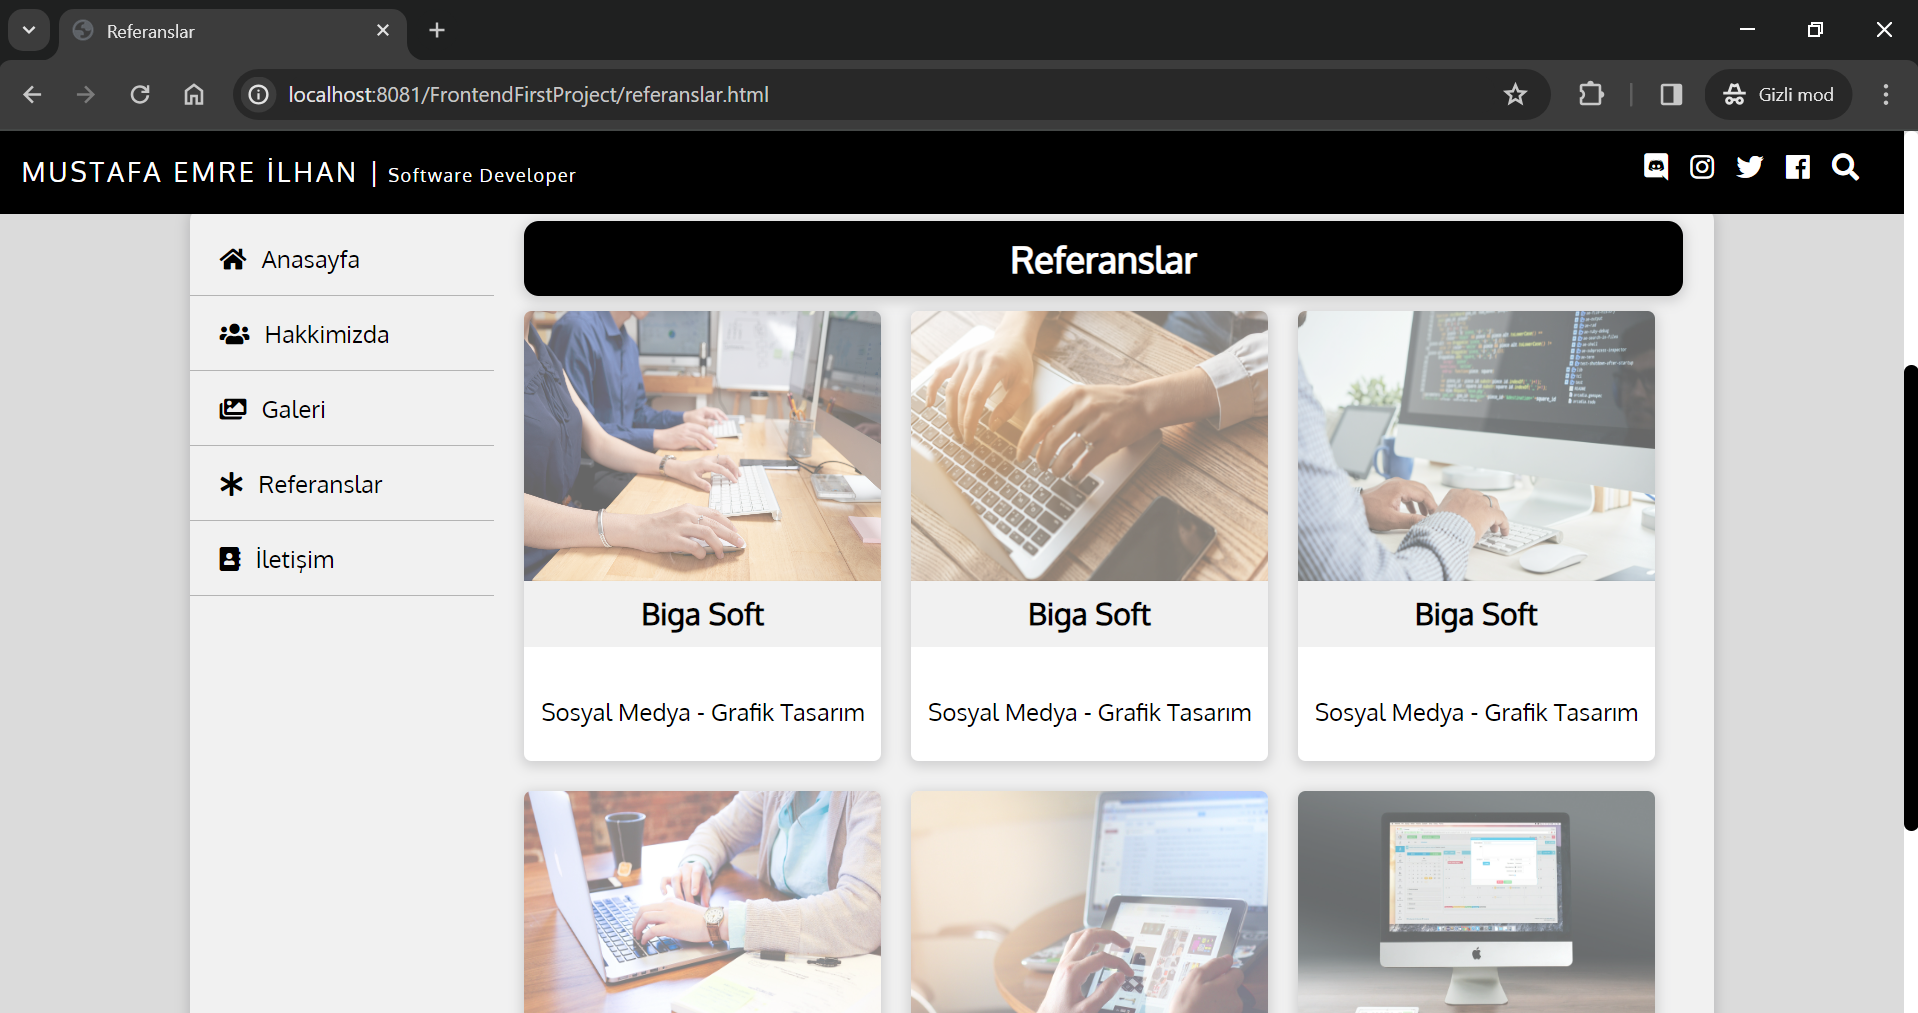 Referanslar
localhost:8081/FrontendFirstProject/referanslar.html
Gizli mod
MUSTAFA EMRE İLHAN | Software Developer
Anasayfa
Hakkimizda
Galeri
Referanslar
İletişim
Referanslar
Biga Soft
Biga Soft
Biga Soft
Sosyal Medya - Grafik Tasarım
Sosyal Medya - Grafik Tasarım
Sosyal Medya - Grafik Tasarım